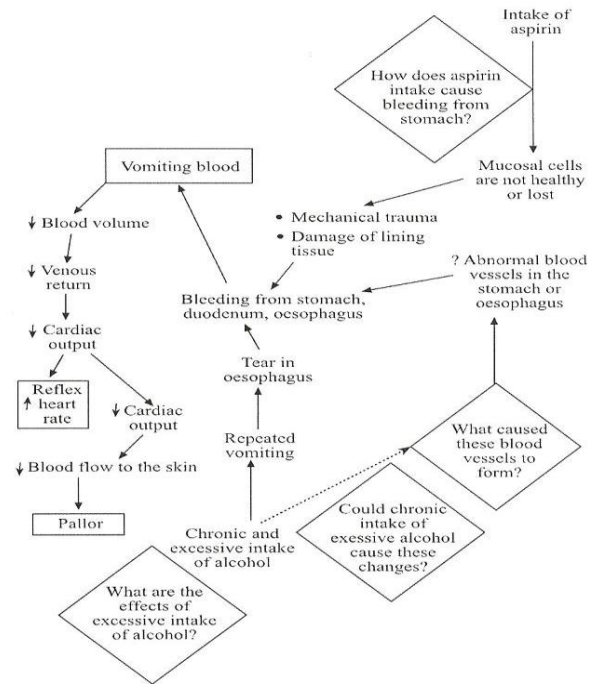 Intake of
aspirin
How does aspirin
intake cause
bleeding from
stomach?
Mucosal cells
are not healthy
or lost
Vomiting blood
• Mechanical trauma
• Damage of lining
tissue
↓ Blood volume
? Abnormal blood
vessels in the
stomach or
oesophagus
↓ Venous
return
Bleeding from stomach,
duodenum, oesophagus
↓ Cardiac
output
Tear in
oesophagus
Reflex
↑ heart
rate
↓ Cardiac
output
Repeated
vomiting
What caused
these blood
vessels to
form?
↓ Blood flow to the skin
Pallor
Chronic and
excessive intake
of alcohol
Could chronic
intake of
exessive alcohol
cause these
changes?
What are the
effects of
excessive intake
of alcohol?